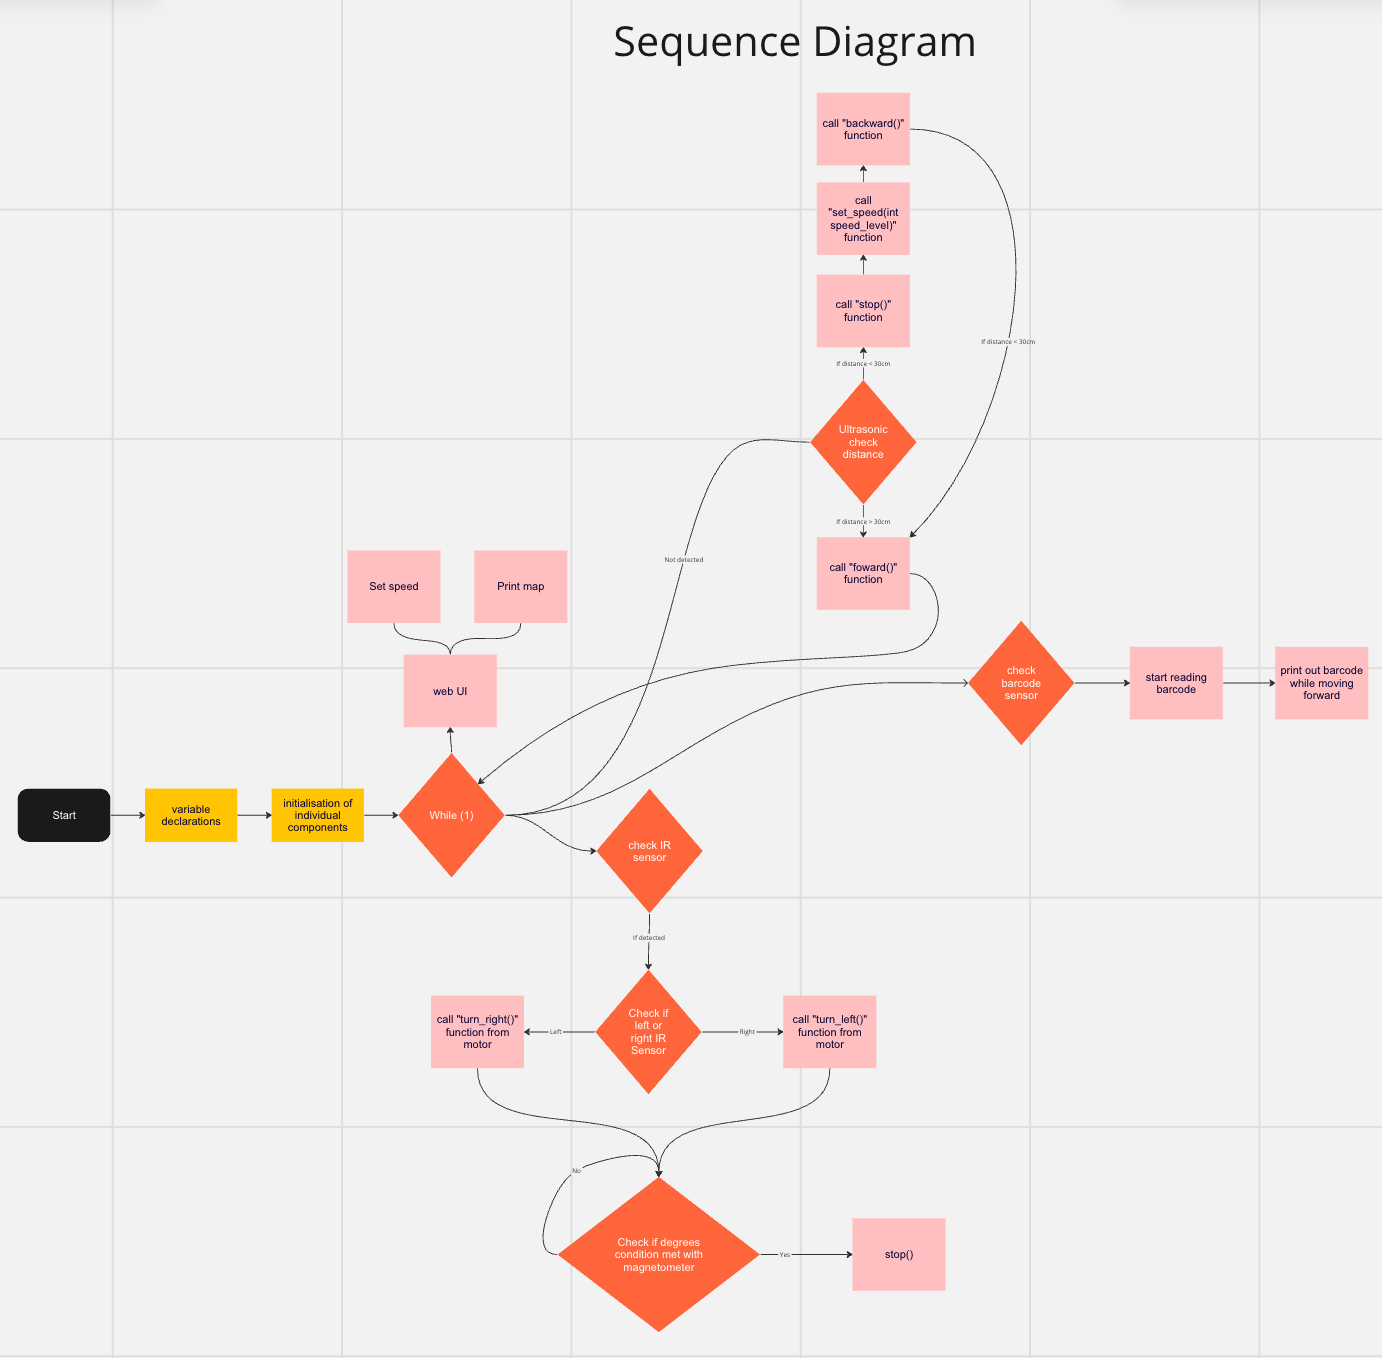 Sequence Diagram
call "backward()"
function
call
"set_speed(int
speed_level)"
function
call "stop()"
function
If distance < 30cm
If distance < 30cm
Ultrasonic
check
distance
If distance > 30cm
Not detected
call "foward()"
function
Set speed
Print map
web UI
check
barcode
sensor
start reading
barcode
print out barcode
while moving
forward
Start
variable
declarations
initialisation of
individual
components
While (1)
check IR
sensor
If detected
call "turn_right()"
function from
motor
Left
Check if
left or
right IR
Sensor
Right
call "turn_left()"
function from
motor
No
Check if degrees
condition met with
magnetometer
Yes
stop()